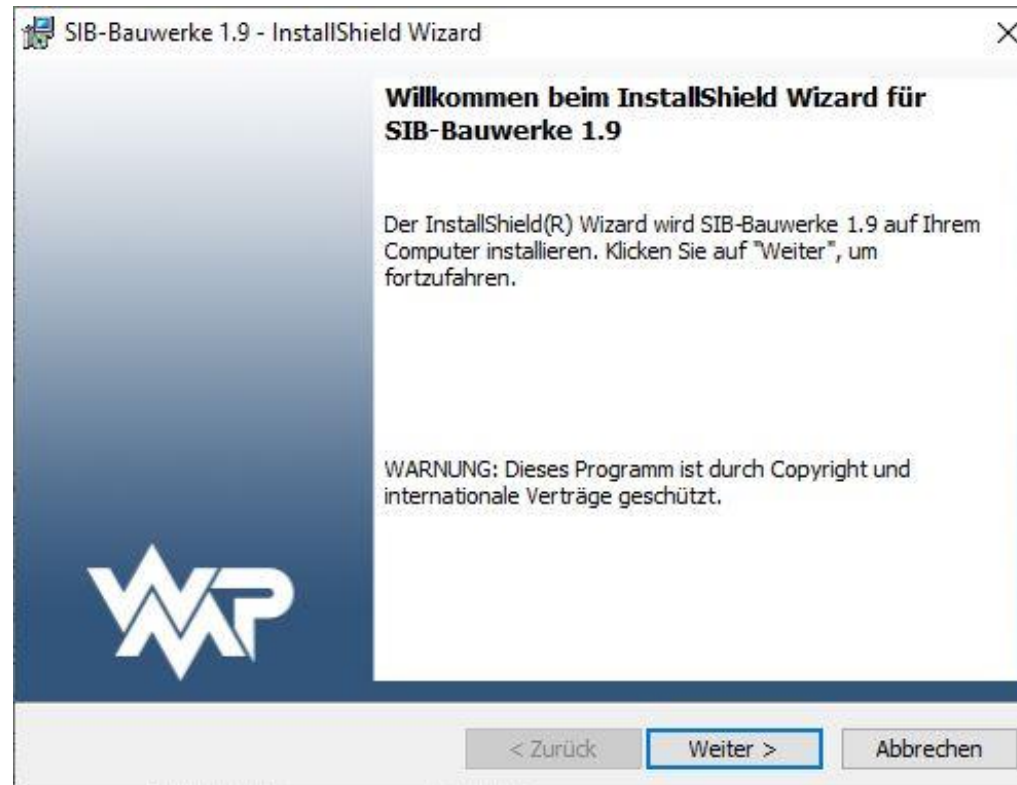 SIB-Bauwerke 1.9 - InstallShield Wizard
Willkommen beim InstallShield Wizard für
SIB-Bauwerke 1.9
Der InstallShield(R) Wizard wird SIB-Bauwerke 1.9 auf Ihrem
Computer installieren. Klicken Sie auf "Weiter", um
fortzufahren.
WARNUNG: Dieses Programm ist durch Copyright und
internationale Verträge geschützt.
WMP
< Zurück Weiter > Abbrechen